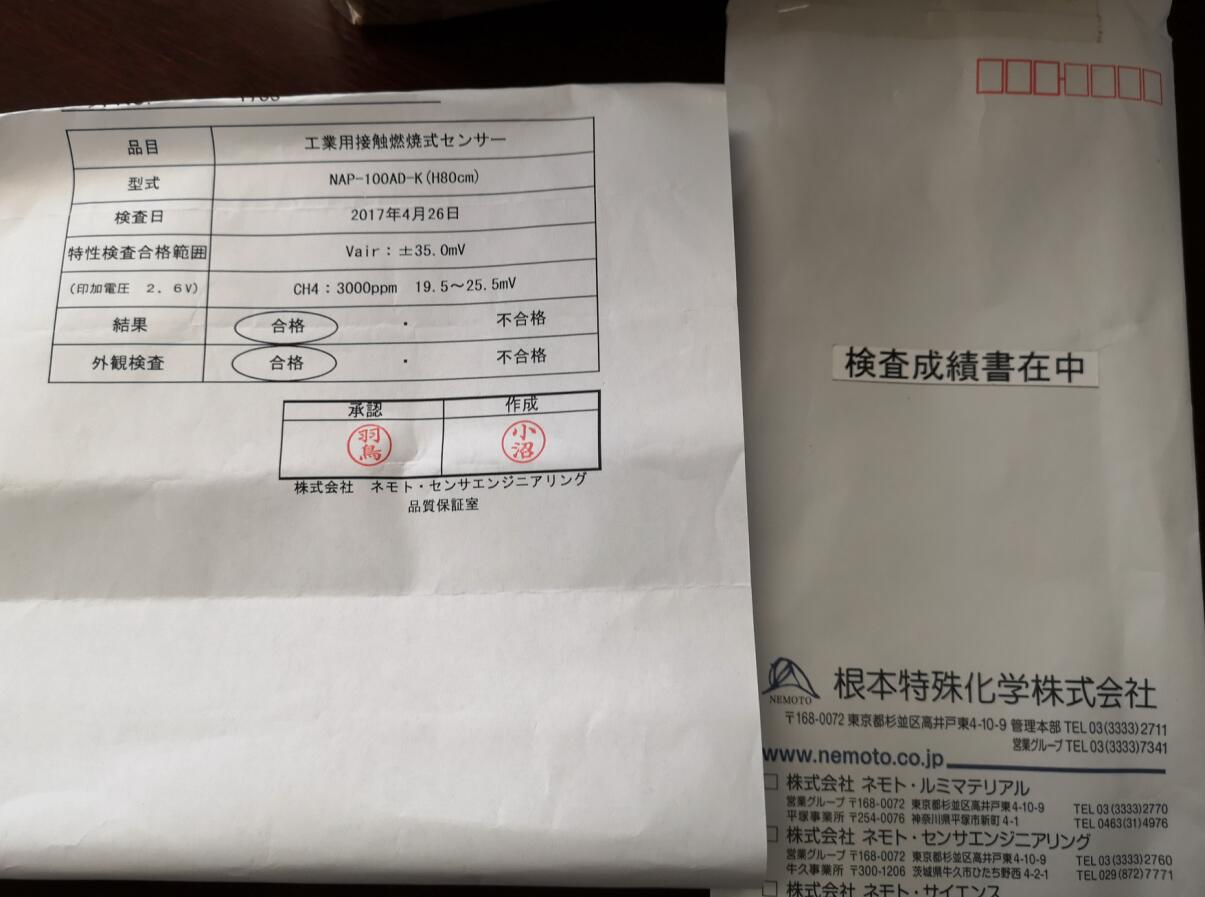 品目 工業用接触燃焼式センサー
型式 NAP-100AD-K(H80cm)
検査日 2017年4月26日
特性検査合格範囲 Vair：±35.0mV
(印加電圧 2.6V) CH4：3000ppm 19.5～25.5mV
結果 合格 ・ 不合格
外観検査 合格 ・ 不合格
承認 作成
羽鳥 小沼
株式会社 ネモト・センサエンジニアリング
品質保証室
検査成績書在中
NEMOTO 根本特殊化学株式会社
〒168-0072 東京都杉並区高井戸東4-10-9 管理本部 TEL 03(3333)2711
営業グループ TEL 03(3333)7341
www.nemoto.co.jp
□ 株式会社 ネモト・ルミマテリアル
営業グループ 〒168-0072 東京都杉並区高井戸東4-10-9 TEL 03(3333)2770
平塚事業所 〒254-0076 神奈川県平塚市新町4-1 TEL 0463(31)4976
□ 株式会社 ネモト・センサエンジニアリング
営業グループ 〒168-0072 東京都杉並区高井戸東4-10-9 TEL 03(3333)2760
牛久事業所 〒300-1206 茨城県牛久市ひたち野西4-2-1 TEL 029(872)7771
□ 株式会社 ネモト・サイエンス